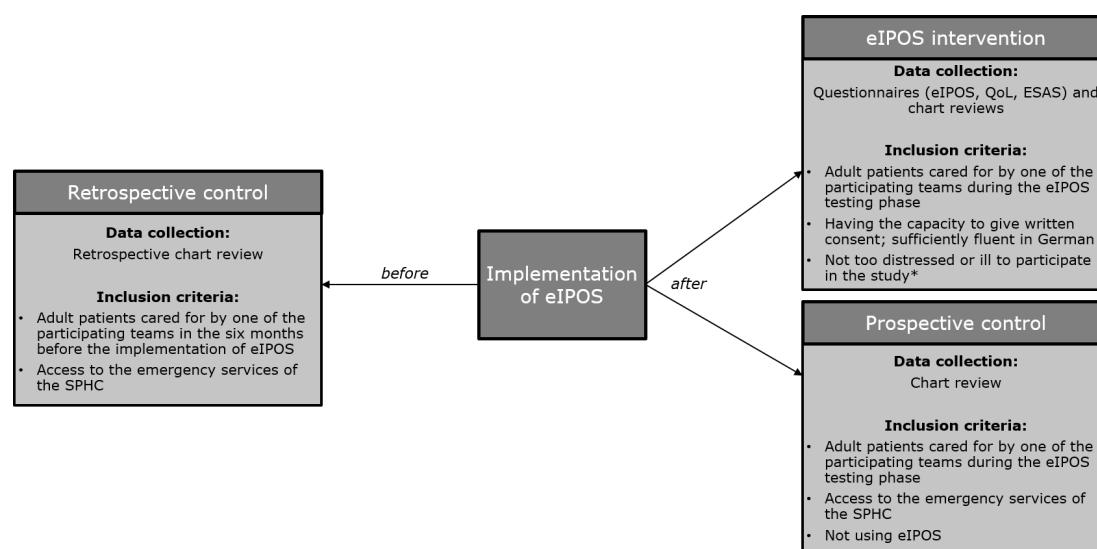 Retrospective control
Data collection:
Retrospective chart review
Inclusion criteria:
• Adult patients cared for by one of the
participating teams in the six months
before the implementation of eIPOS
• Access to the emergency services of
the SPHC
before
Implementation
of eIPOS
after
eIPOS intervention
Data collection:
Questionnaires (eIPOS, QoL, ESAS) and
chart reviews
Inclusion criteria:
• Adult patients cared for by one of the
participating teams during the eIPOS
testing phase
• Having the capacity to give written
consent; sufficiently fluent in German
• Not too distressed or ill to participate
in the study*
Prospective control
Data collection:
Chart review
Inclusion criteria:
• Adult patients cared for by one of the
participating teams during the eIPOS
testing phase
• Access to the emergency services of
the SPHC
• Not using eIPOS